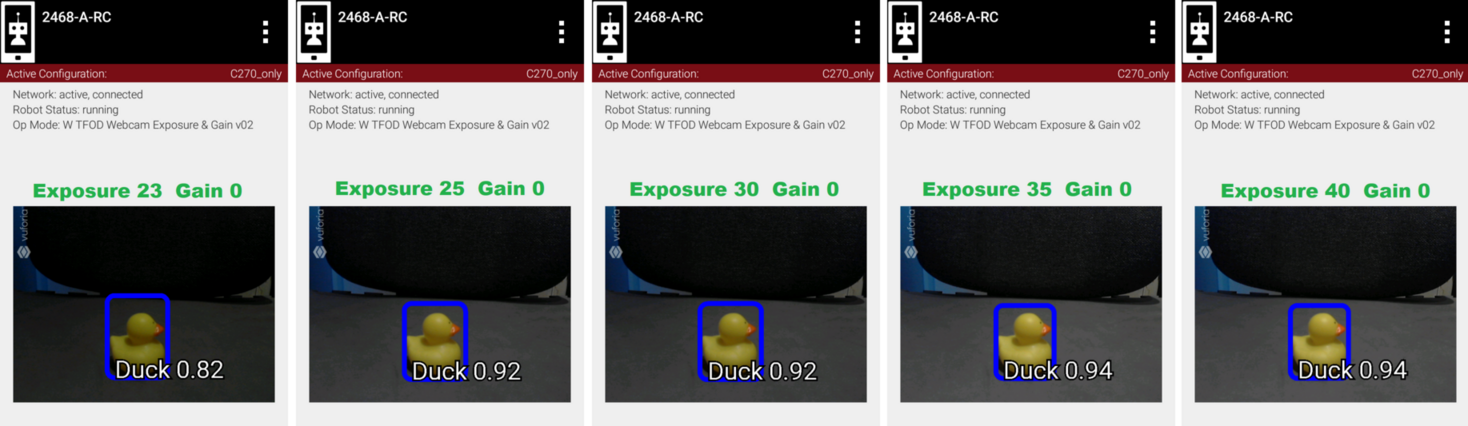 2468-A-RC
Active Configuration: C270_only
Network: active, connected
Robot Status: running
Op Mode: W TFOD Webcam Exposure & Gain v02
Exposure 23 Gain 0
vuforia
Duck 0.82
2468-A-RC
Active Configuration: C270_only
Network: active, connected
Robot Status: running
Op Mode: W TFOD Webcam Exposure & Gain v02
Exposure 25 Gain 0
vuforia
Duck 0.92
2468-A-RC
Active Configuration: C270_only
Network: active, connected
Robot Status: running
Op Mode: W TFOD Webcam Exposure & Gain v02
Exposure 30 Gain 0
vuforia
Duck 0.92
2468-A-RC
Active Configuration: C270_only
Network: active, connected
Robot Status: running
Op Mode: W TFOD Webcam Exposure & Gain v02
Exposure 35 Gain 0
vuforia
Duck 0.94
2468-A-RC
Active Configuration: C270_only
Network: active, connected
Robot Status: running
Op Mode: W TFOD Webcam Exposure & Gain v02
Exposure 40 Gain 0
vuforia
Duck 0.94